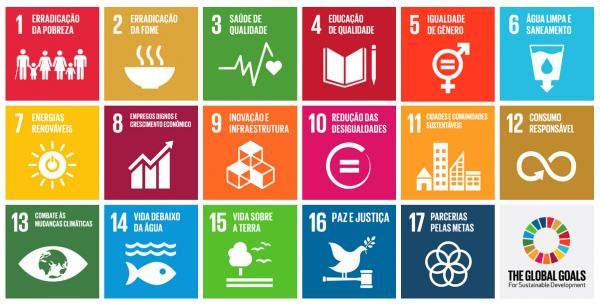 1 ERRADICAÇÃO
DA POBREZA
2 ERRADICAÇÃO
DA FOME
3 SAÚDE DE
QUALIDADE
4 EDUCAÇÃO
DE QUALIDADE
5 IGUALDADE
DE GÊNERO
6 ÁGUA LIMPA E
SANEAMENTO
7 ENERGIAS
RENOVÁVEIS
8 EMPREGOS DIGNOS E
CRESCIMENTO ECONÔMICO
9 INOVAÇÃO E
INFRAESTRUTURA
10 REDUÇÃO DAS
DESIGUALDADES
11 CIDADES E COMUNIDADES
SUSTENTÁVEIS
12 CONSUMO
RESPONSÁVEL
13 COMBATE ÀS
MUDANÇAS CLIMÁTICAS
14 VIDA DEBAIXO
DA ÁGUA
15 VIDA SOBRE
A TERRA
16 PAZ E JUSTIÇA
17 PARCERIAS
PELAS METAS
THE GLOBAL GOALS
For Sustainable Development